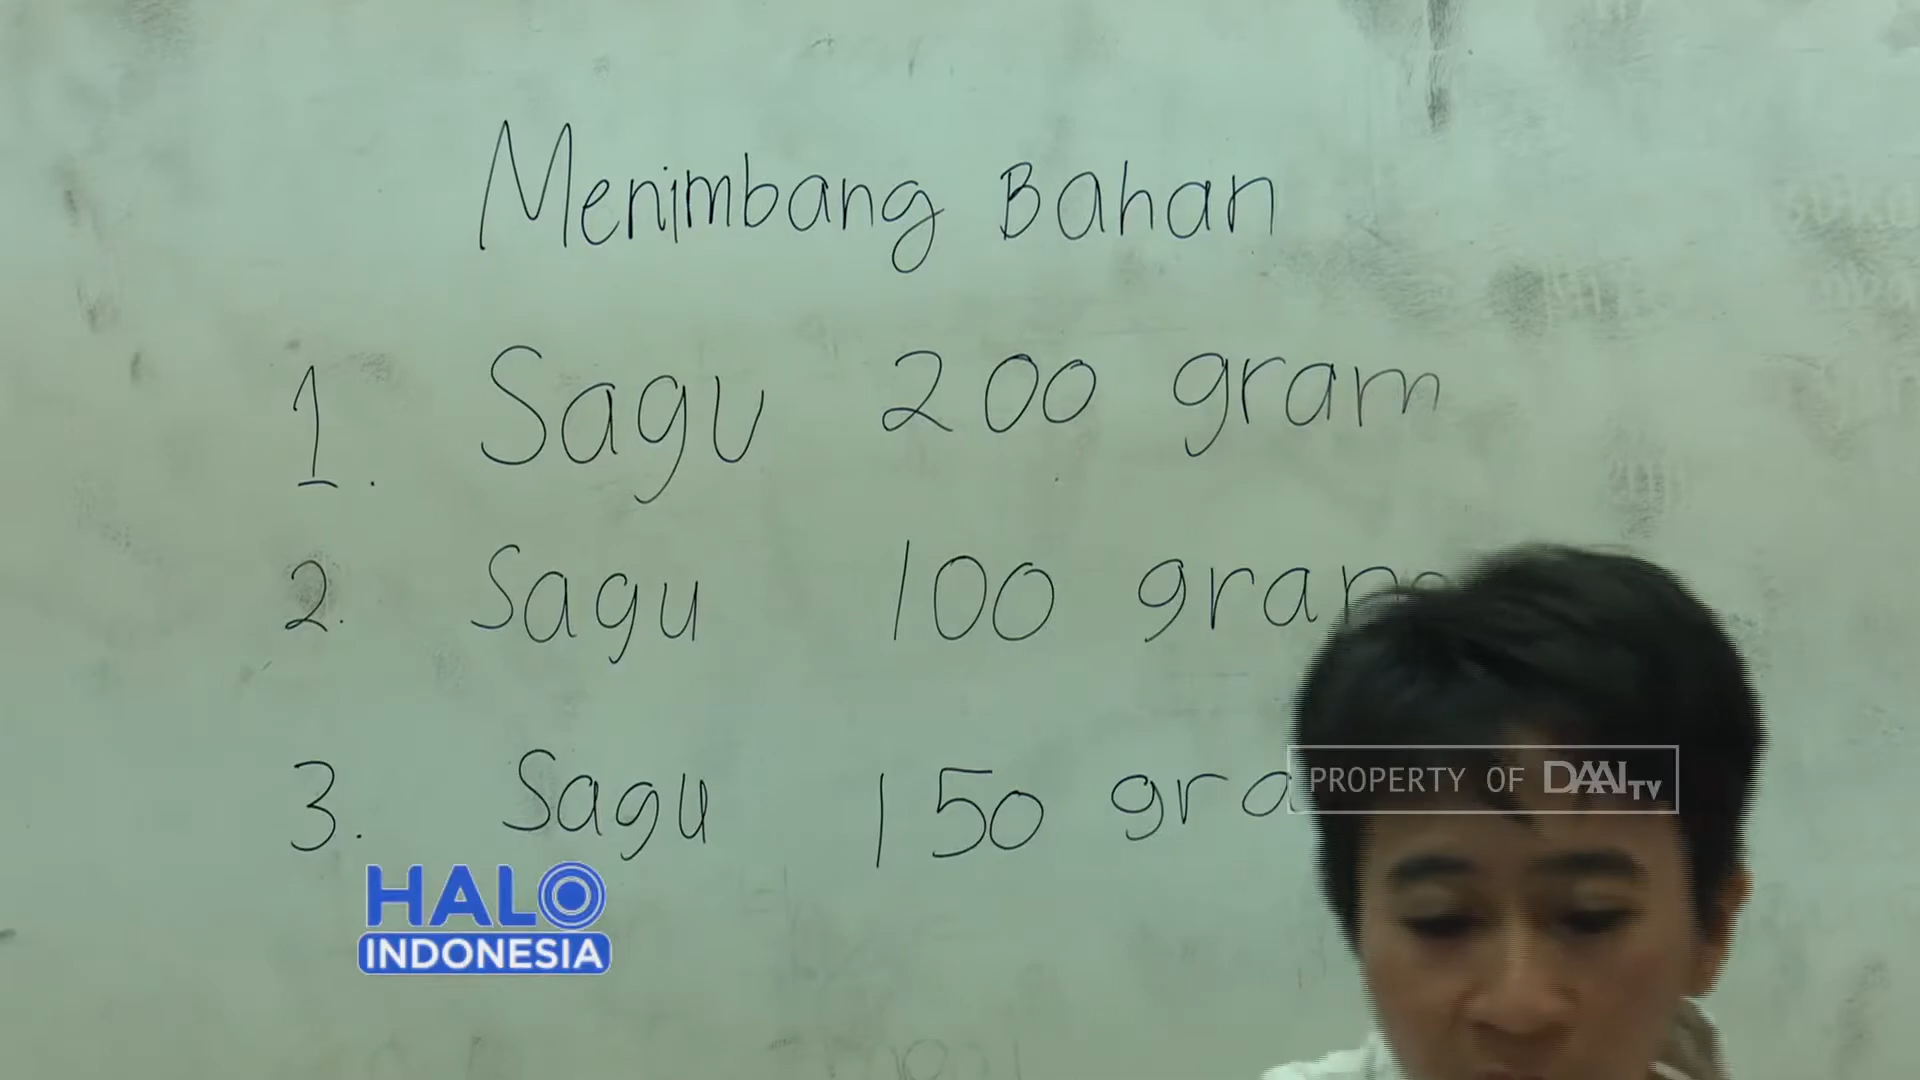 Menimbang Bahan
1. Sagu 200 gram
2. Sagu 100 gram
3. Sagu 150 gra
PROPERTY OF DAAI TV
HALO
INDONESIA